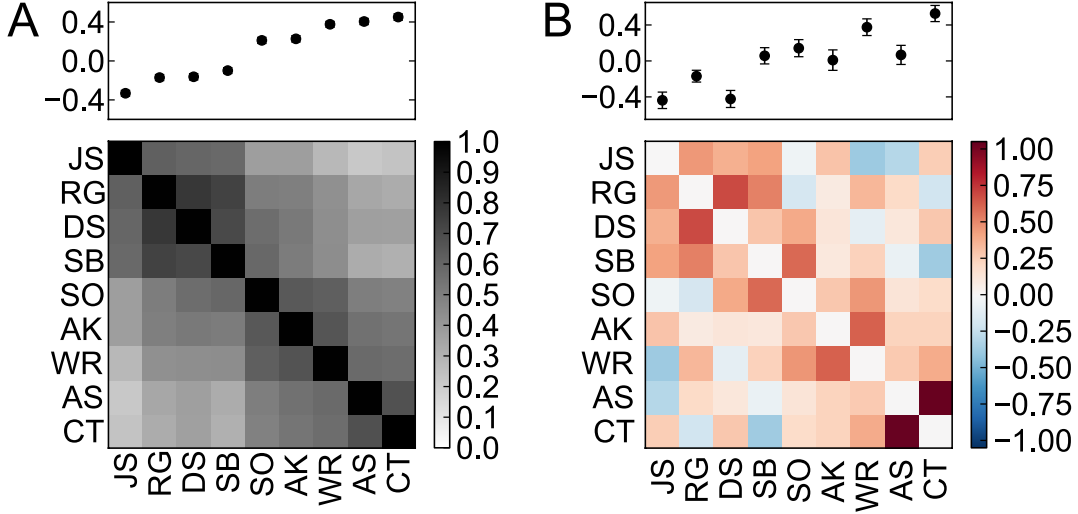 A
0.4
0.0
−0.4
JS
RG
DS
SB
SO
AK
WR
AS
CT
JS RG DS SB SO AK WR AS CT
1.0
0.9
0.8
0.7
0.6
0.5
0.4
0.3
0.2
0.1
0.0
B
0.4
0.0
−0.4
JS
RG
DS
SB
SO
AK
WR
AS
CT
JS RG DS SB SO AK WR AS CT
1.00
0.75
0.50
0.25
0.00
−0.25
−0.50
−0.75
−1.00